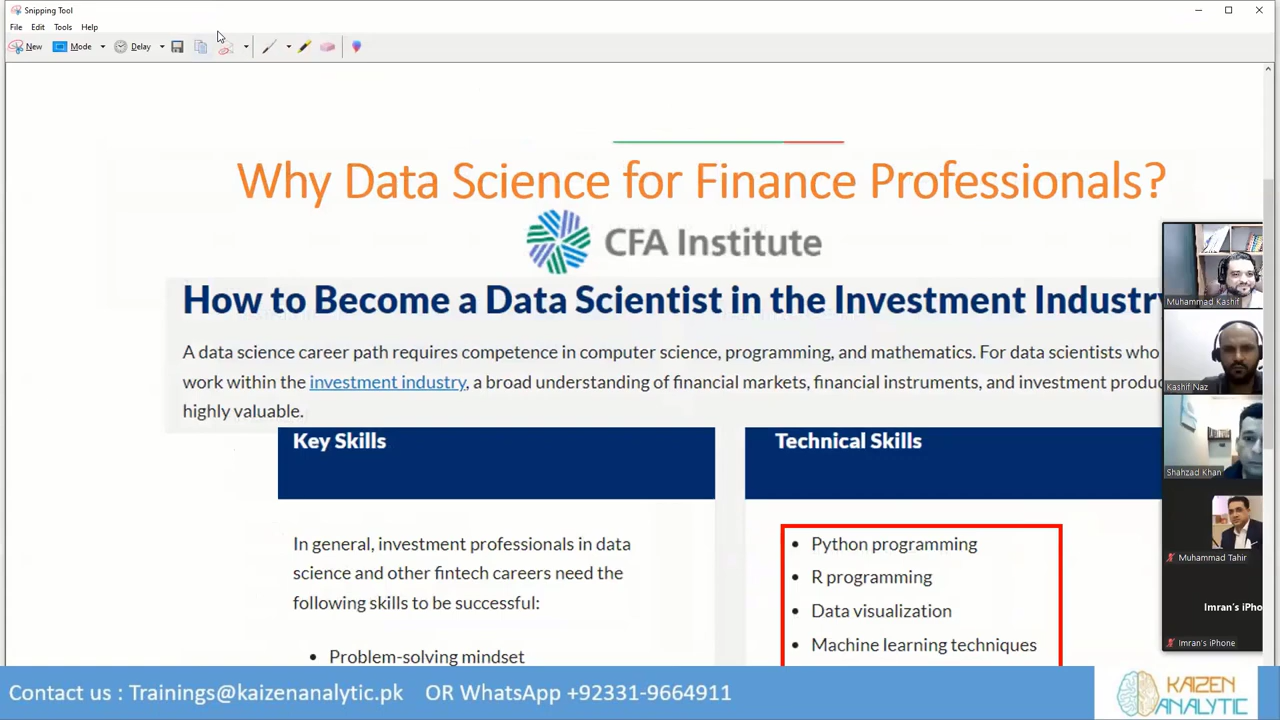 Snipping Tool
File Edit Tools Help
New Mode Delay
Why Data Science for Finance Professionals?
CFA Institute
How to Become a Data Scientist in the Investment Industry
A data science career path requires competence in computer science, programming, and mathematics. For data scientists who
work within the investment industry, a broad understanding of financial markets, financial instruments, and investment produc
highly valuable.
Key Skills
In general, investment professionals in data
science and other fintech careers need the
following skills to be successful:
• Problem-solving mindset
Technical Skills
• Python programming
• R programming
• Data visualization
• Machine learning techniques
Muhammad Kashif
Kashif Naz
Shahzad Khan
Muhammad Tahir
Imran's iPho
Imran's iPhone
Contact us : Trainings@kaizenanalytic.pk OR WhatsApp +92331-9664911
KAIZEN
ANALYTIC